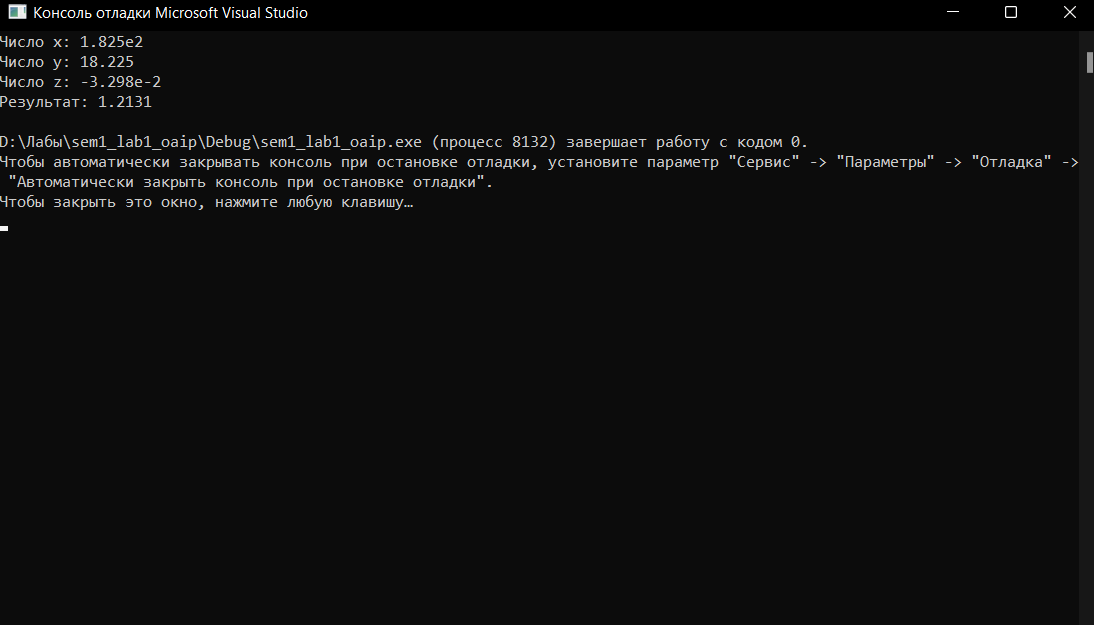 Консоль отладки Microsoft Visual Studio
Число x: 1.825e2
Число y: 18.225
Число z: -3.298e-2
Результат: 1.2131
D:\Лабы\sem1_lab1_oaip\Debug\sem1_lab1_oaip.exe (процесс 8132) завершает работу с кодом 0.
Чтобы автоматически закрывать консоль при остановке отладки, установите параметр "Сервис" -> "Параметры" -> "Отладка" ->
"Автоматически закрыть консоль при остановке отладки".
Чтобы закрыть это окно, нажмите любую клавишу…